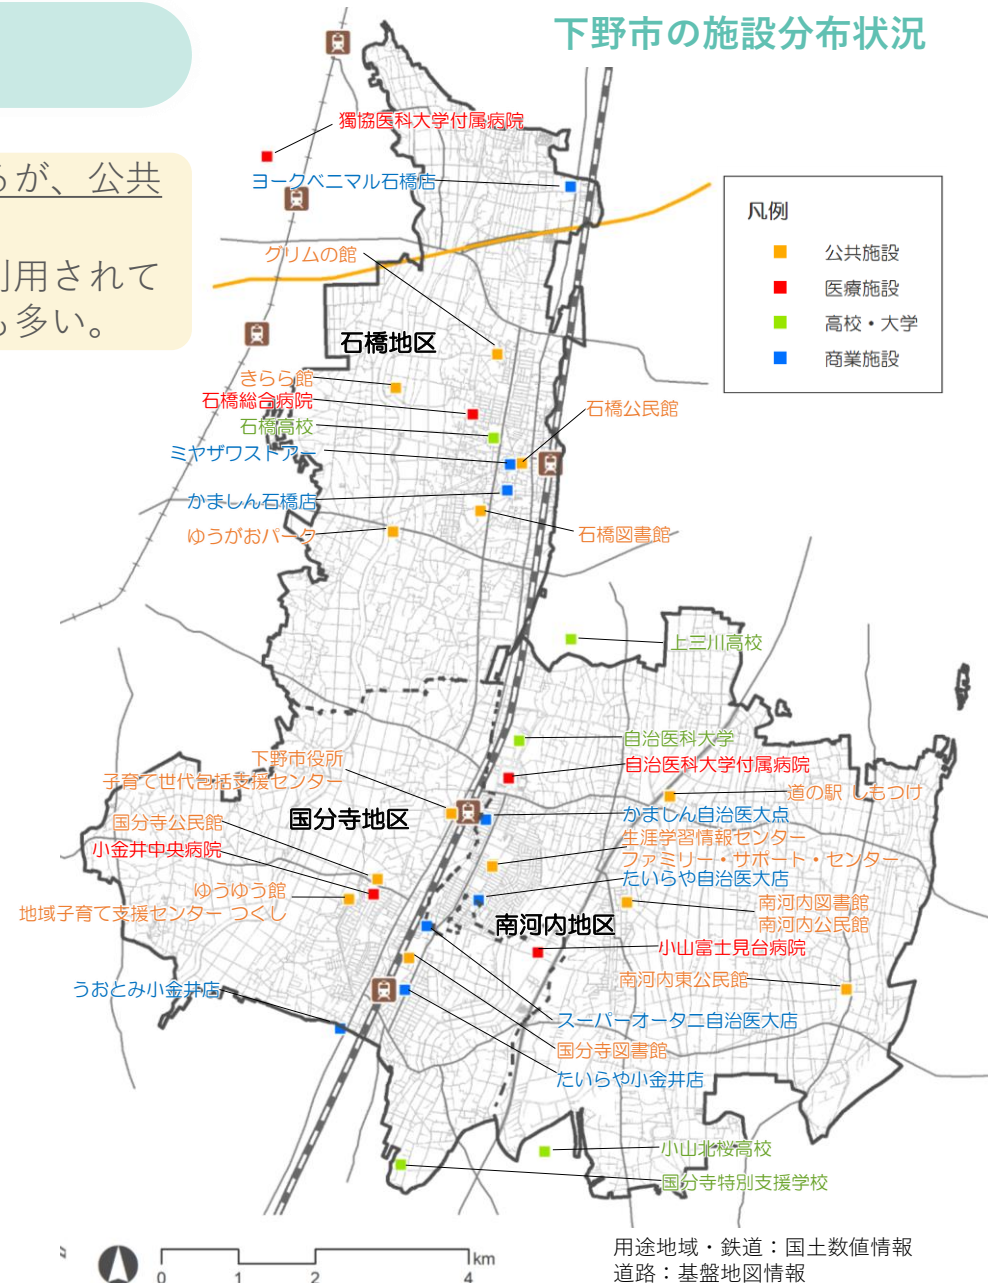 下野市の施設分布状況
るが、公共
利用されて
も多い。
獨協医科大学付属病院
ヨークベニマル石橋店
グリムの館
凡例
公共施設
医療施設
高校・大学
商業施設
石橋地区
きらら館
石橋総合病院
石橋高校
ミヤザワストアー
かましん石橋店
ゆうがおパーク
石橋公民館
石橋図書館
上三川高校
自治医科大学
自治医科大学付属病院
道の駅 しもつけ
かましん自治医大点
生涯学習情報センター
ファミリー・サポート・センター
たいらや自治医大店
下野市役所
子育て世代包括支援センター
国分寺地区
国分寺公民館
小金井中央病院
ゆうゆう館
地域子育て支援センター つくし
南河内図書館
南河内公民館
南河内地区
小山富士見台病院
南河内東公民館
うおとみ小金井店
スーパーオータニ自治医大店
国分寺図書館
たいらや小金井店
小山北桜高校
国分寺特別支援学校
km
0 1 2 4
用途地域・鉄道：国土数値情報
道路：基盤地図情報